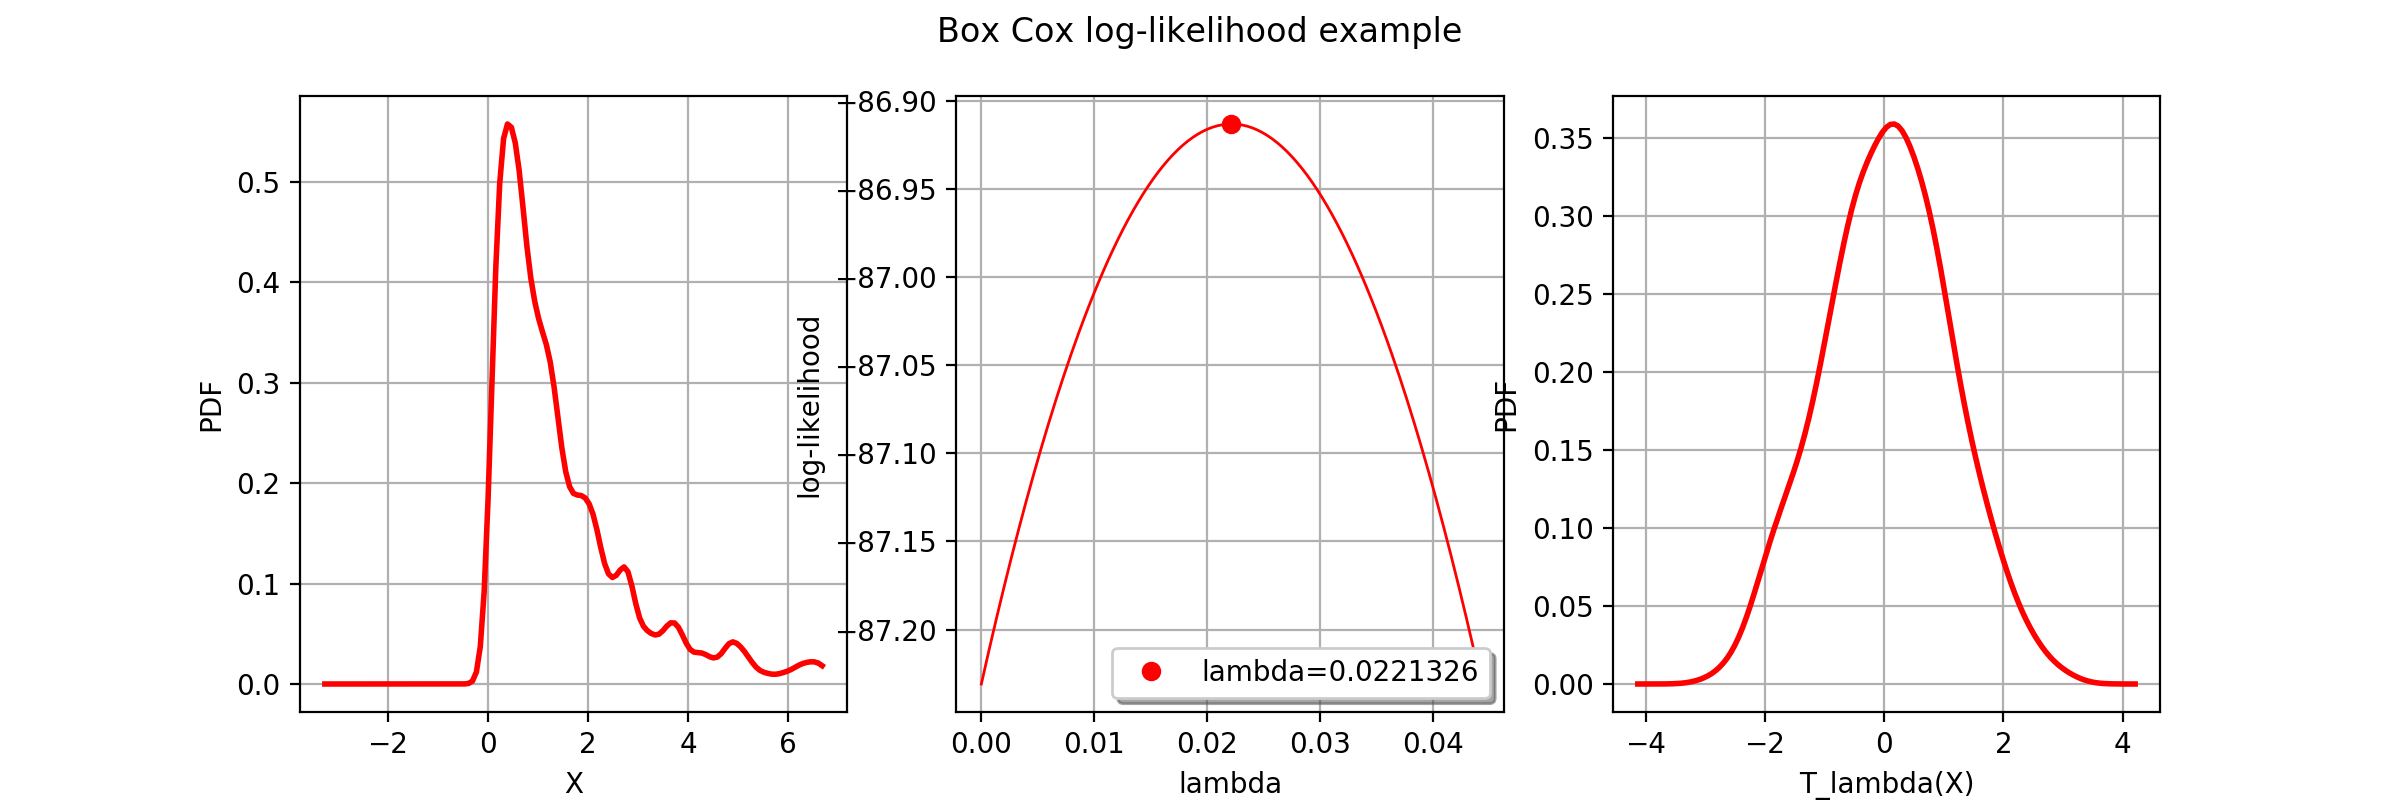 Box Cox log-likelihood example
PDF
0.5
0.4
0.3
0.2
0.1
0.0
−2 0 2 4 6
X
log-likelihood
−86.90
−86.95
−87.00
−87.05
−87.10
−87.15
−87.20
lambda=0.0221326
0.00 0.01 0.02 0.03 0.04
lambda
PDF
0.35
0.30
0.25
0.20
0.15
0.10
0.05
0.00
−4 −2 0 2 4
T_lambda(X)